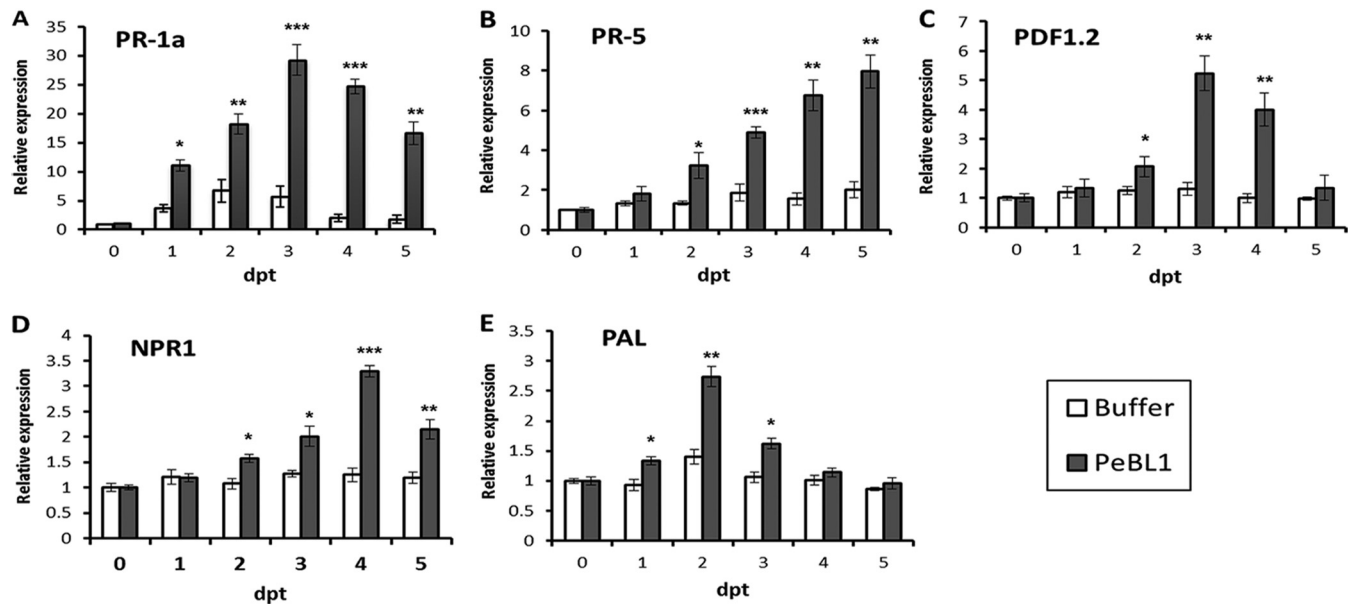 A
PR-1a
Relative expression
35
30
25
20
15
10
5
0
*
**
***
***
**
0 1 2 3 4 5
dpt
B
PR-5
Relative expression
10
8
6
4
2
0
*
***
**
**
0 1 2 3 4 5
dpt
C
PDF1.2
Relative expression
7
6
5
4
3
2
1
0
*
**
**
0 1 2 3 4 5
dpt
D
NPR1
Relative expression
4
3.5
3
2.5
2
1.5
1
0.5
0
*
*
***
**
0 1 2 3 4 5
dpt
E
PAL
Relative expression
3.5
3
2.5
2
1.5
1
0.5
0
*
**
*
0 1 2 3 4 5
dpt
Buffer
PeBL1